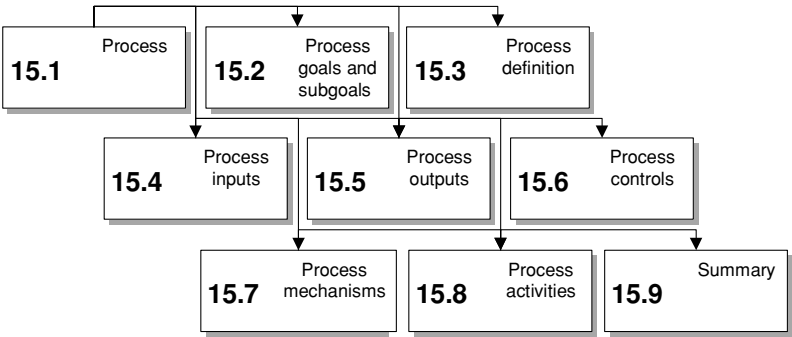 15.1 Process
15.2 Process
goals and
subgoals
15.3 Process
definition
15.4 Process
inputs
15.5 Process
outputs
15.6 Process
controls
15.7 Process
mechanisms
15.8 Process
activities
15.9 Summary